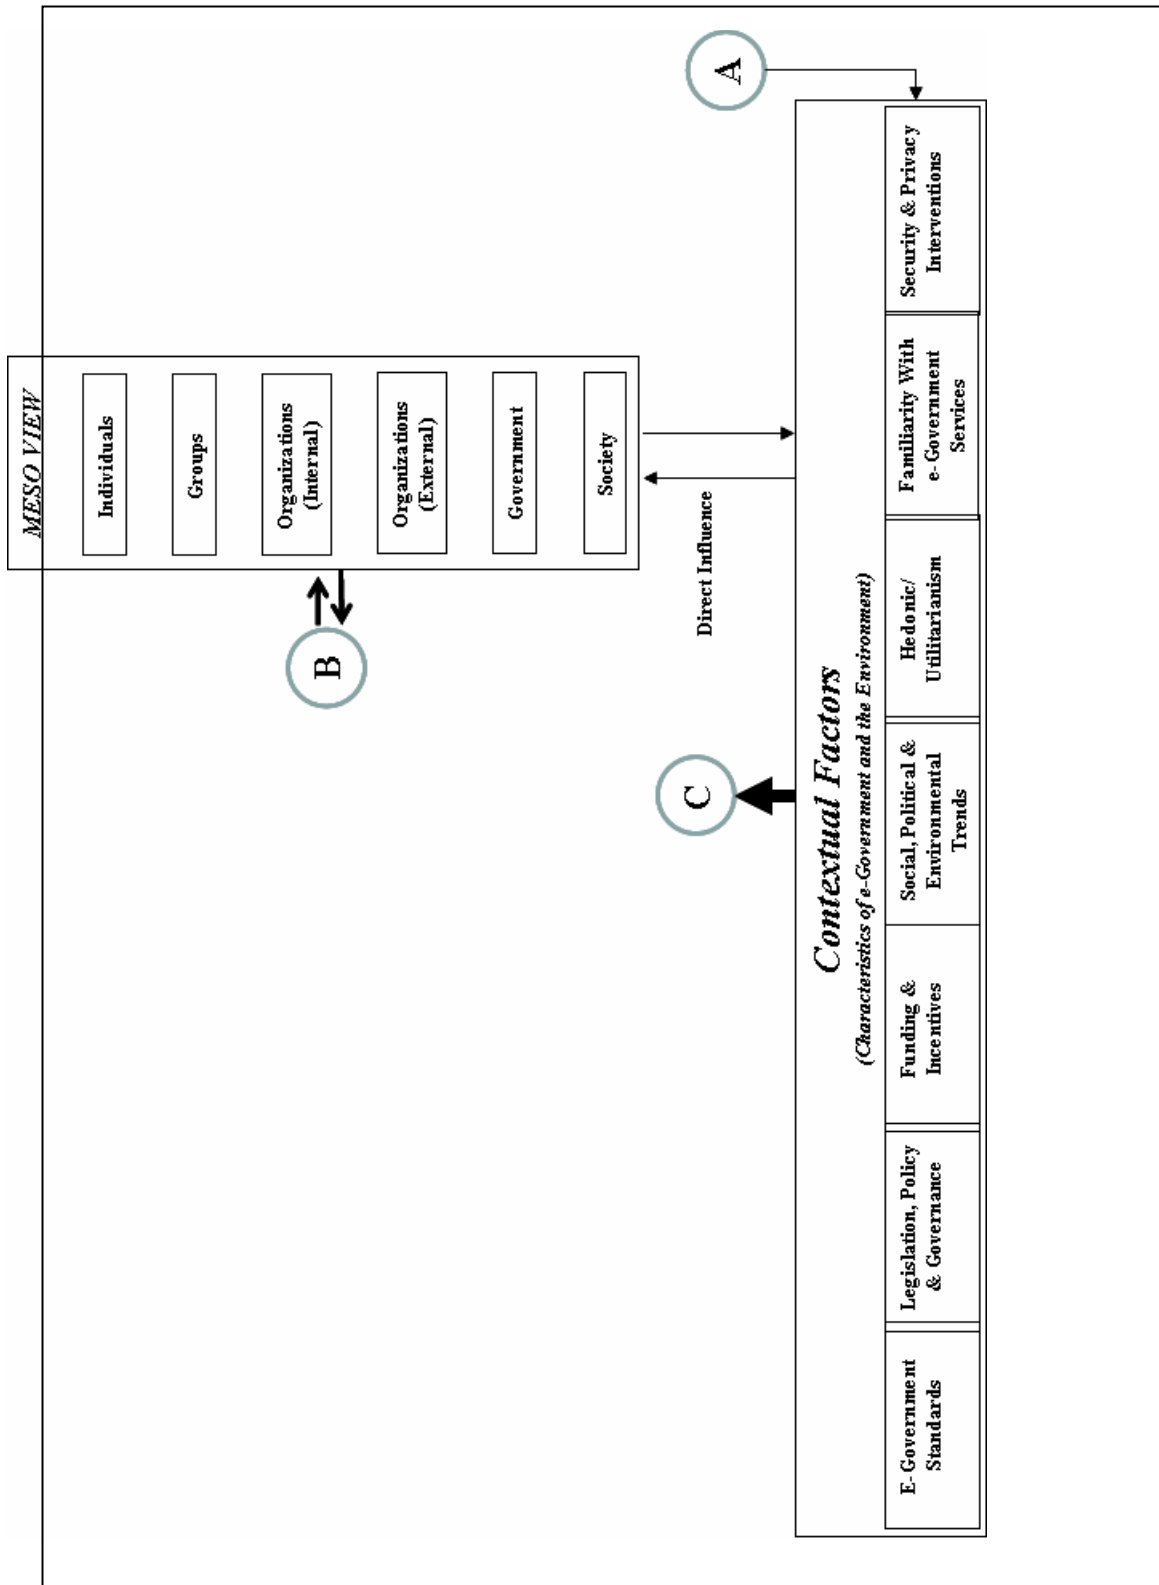 MESO VIEW
Individuals
Groups
Organizations
(Internal)
Organizations
(External)
Government
Society
A
B
C
Direct Influence
Contextual Factors
(Characteristics of e-Government and the Environment)
E-Government
Standards
Legislation, Policy
& Governance
Funding &
Incentives
Social, Political &
Environmental
Trends
Hedonic/
Utilitarianism
Familiarity With
e-Government
Services
Security & Privacy
Interventions